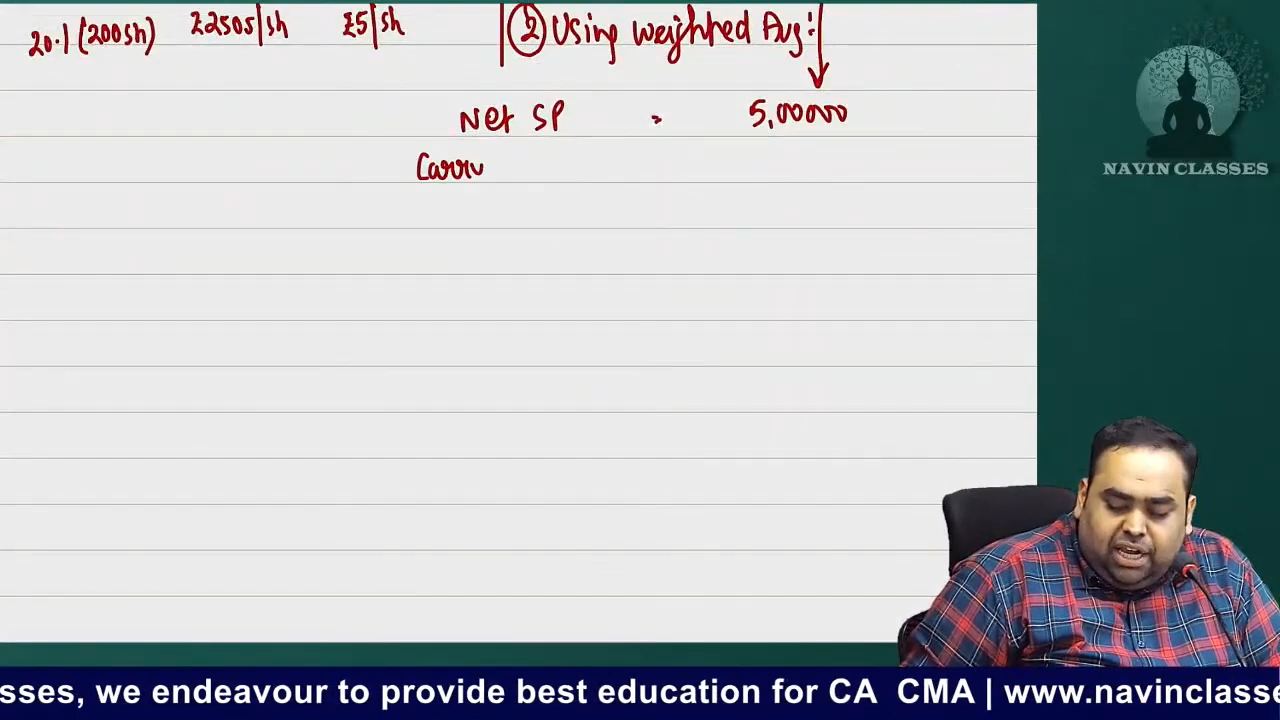 20.1 (200sh) ₹2505/sh ₹5/sh
② Using weighted Avg:
Net SP = 5,00000
Carru
NAVIN CLASSES
sses, we endeavour to provide best education for CA CMA | www.navinclasse